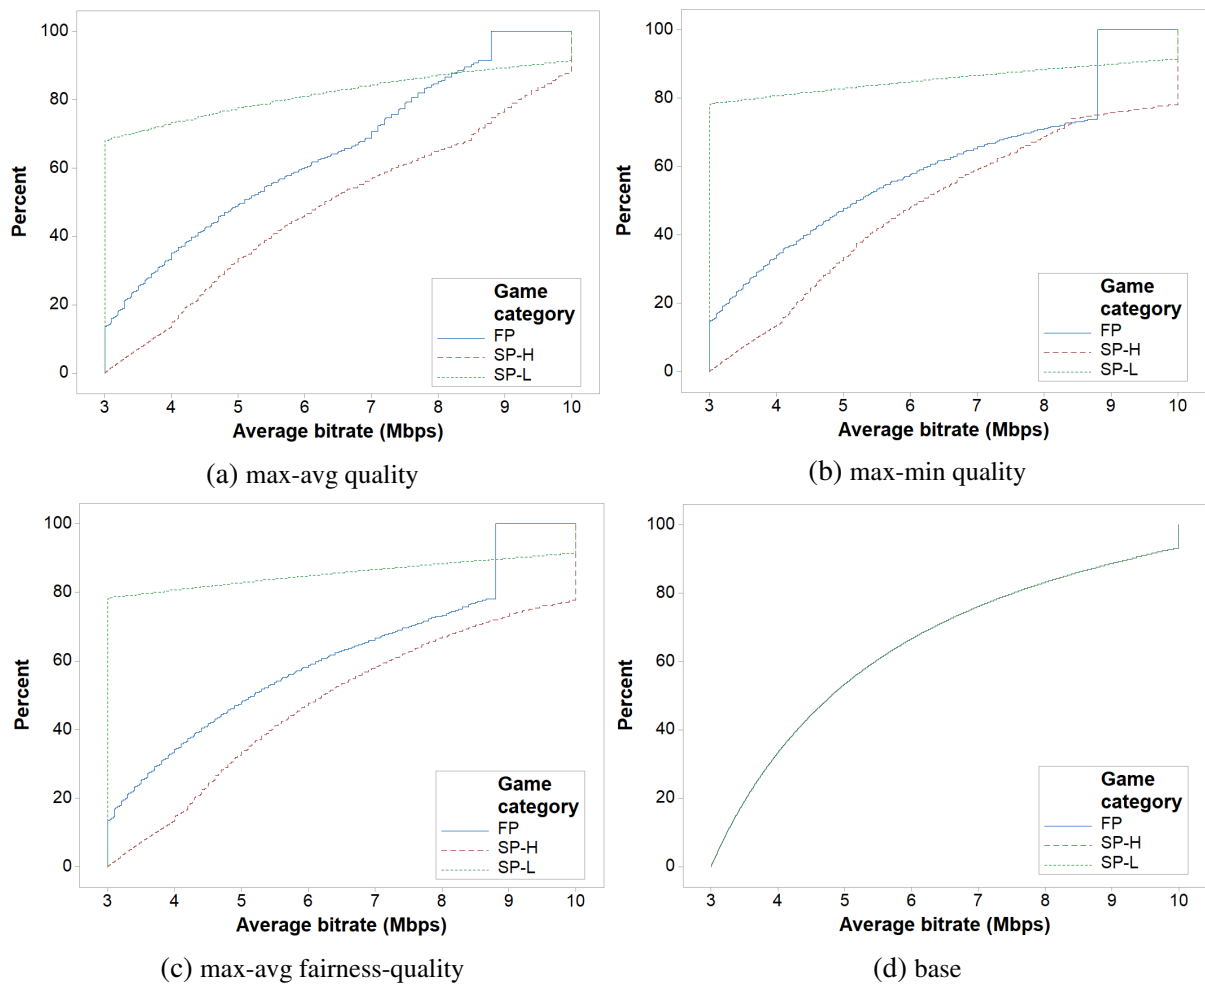 100
80
60
40
20
0
Percent
3 4 5 6 7 8 9 10
Average bitrate (Mbps)
Game
category
FP
SP-H
SP-L
(a) max-avg quality
100
80
60
40
20
0
Percent
3 4 5 6 7 8 9 10
Average bitrate (Mbps)
Game
category
FP
SP-H
SP-L
(b) max-min quality
100
80
60
40
20
0
Percent
3 4 5 6 7 8 9 10
Average bitrate (Mbps)
Game
category
FP
SP-H
SP-L
(c) max-avg fairness-quality
100
80
60
40
20
0
Percent
3 4 5 6 7 8 9 10
Average bitrate (Mbps)
Game
category
FP
SP-H
SP-L
(d) base